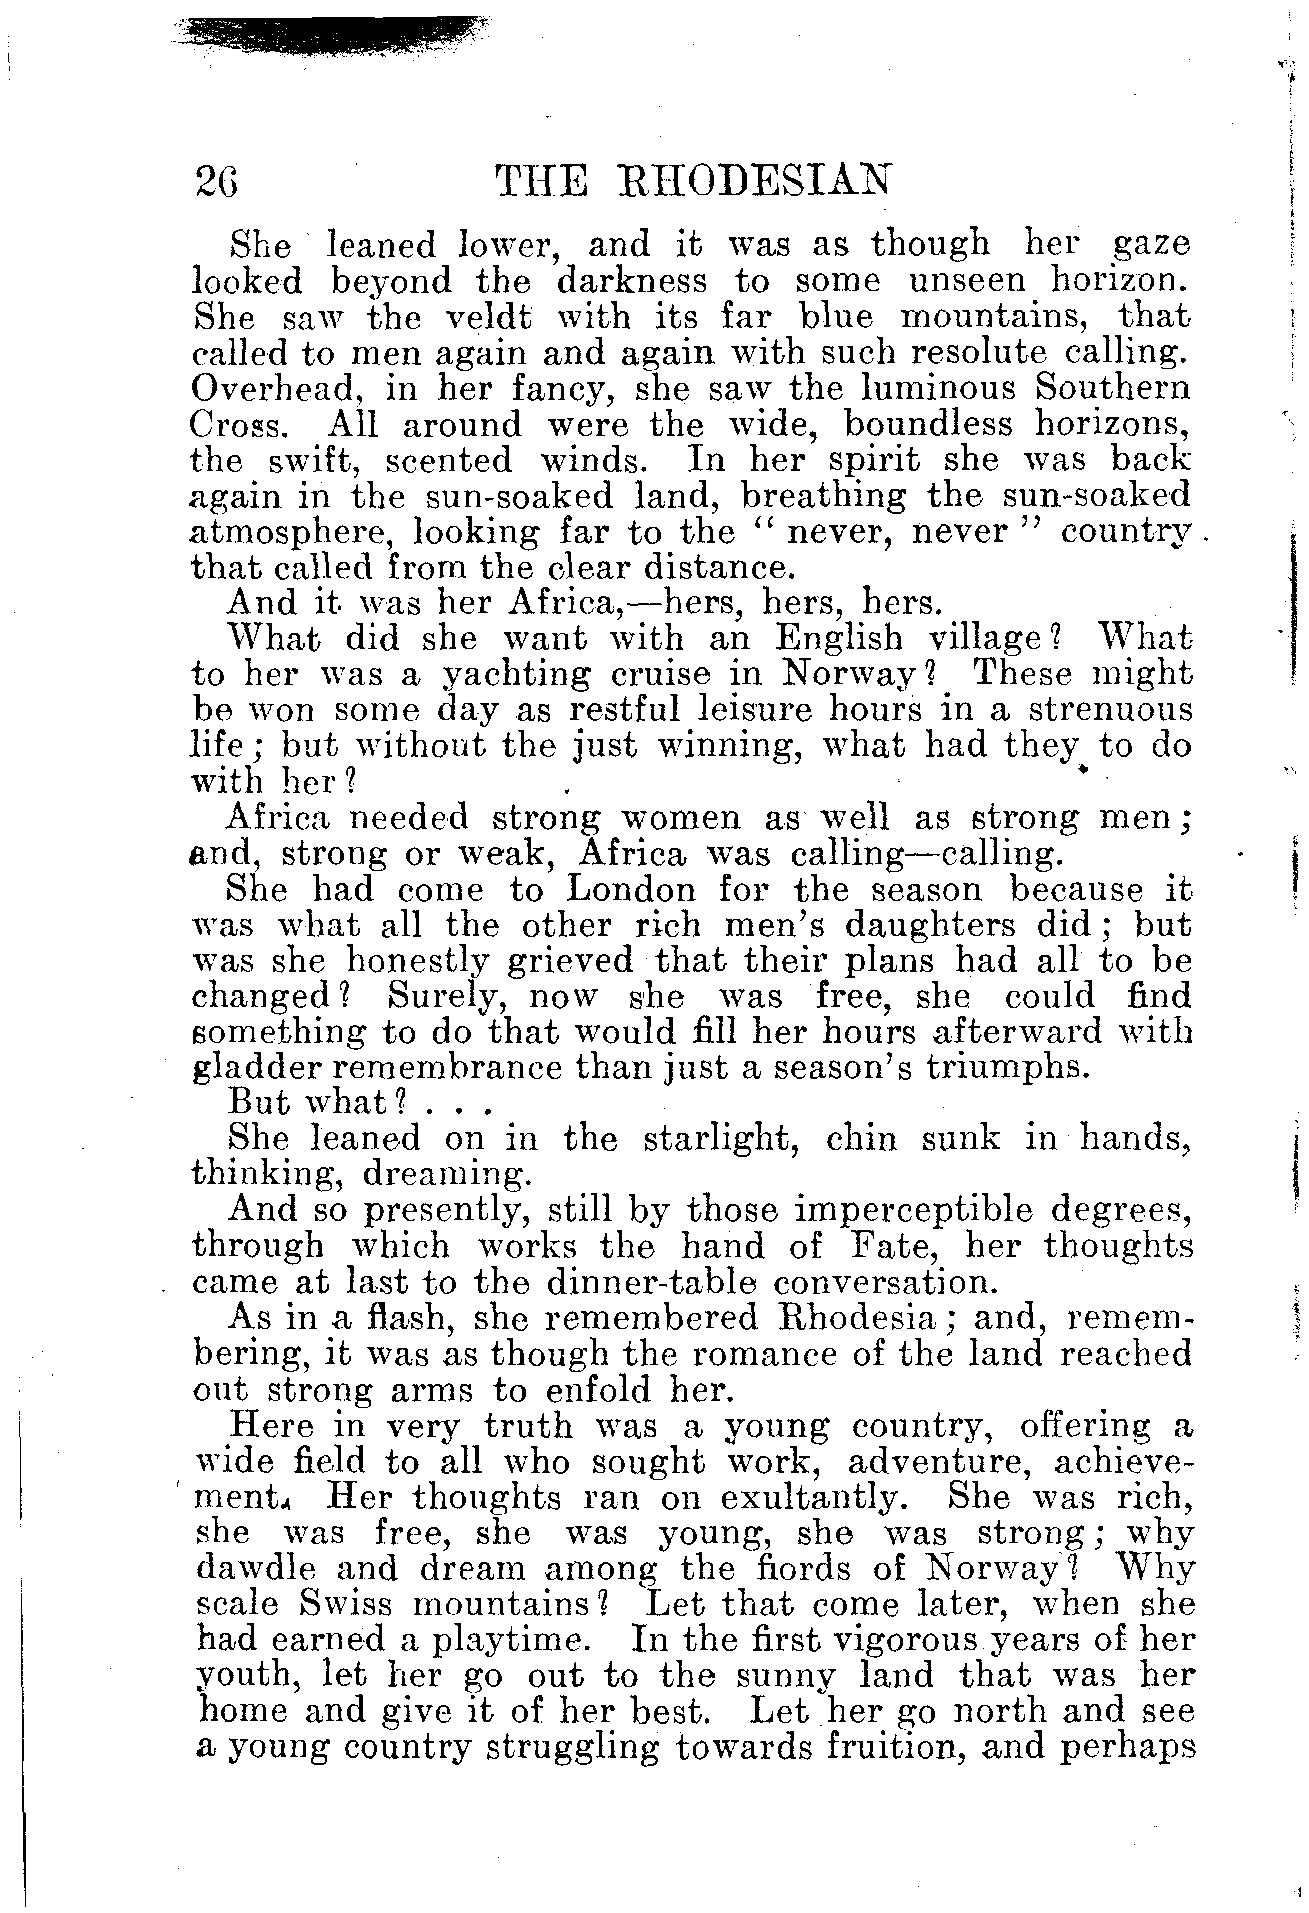 26 THE RHODESIAN
She leaned lower, and it was as though her gaze
looked beyond the darkness to some unseen horizon.
She saw the veldt with its far blue mountains, that
called to men again and again with such resolute calling.
Overhead, in her fancy, she saw the luminous Southern
Cross. All around were the wide, boundless horizons,
the swift, scented winds. In her spirit she was back
again in the sun-soaked land, breathing the sun-soaked
atmosphere, looking far to the “ never, never ” country
that called from the clear distance.
And it was her Africa,—hers, hers, hers.
What did she want with an English village? What
to her was a yachting cruise in Norway? These might
be won some day as restful leisure hours in a strenuous
life; but without the just winning, what had they to do
with her?
Africa needed strong women as well as strong men;
and, strong or weak, Africa was calling—calling.
She had come to London for the season because it
was what all the other rich men's daughters did; but
was she honestly grieved that their plans had all to be
changed? Surely, now she was free, she could find
something to do that would fill her hours afterward with
gladder remembrance than just a season's triumphs.
But what? . . .
She leaned on in the starlight, chin sunk in hands,
thinking, dreaming.
And so presently, still by those imperceptible degrees,
through which works the hand of Fate, her thoughts
came at last to the dinner-table conversation.
As in a flash, she remembered Rhodesia; and, remem-
bering, it was as though the romance of the land reached
out strong arms to enfold her.
Here in very truth was a young country, offering a
wide field to all who sought work, adventure, achieve-
ment. Her thoughts ran on exultantly. She was rich,
she was free, she was young, she was strong; why
dawdle and dream among the fiords of Norway? Why
scale Swiss mountains? Let that come later, when she
had earned a playtime. In the first vigorous years of her
youth, let her go out to the sunny land that was her
home and give it of her best. Let her go north and see
a young country struggling towards fruition, and perhaps